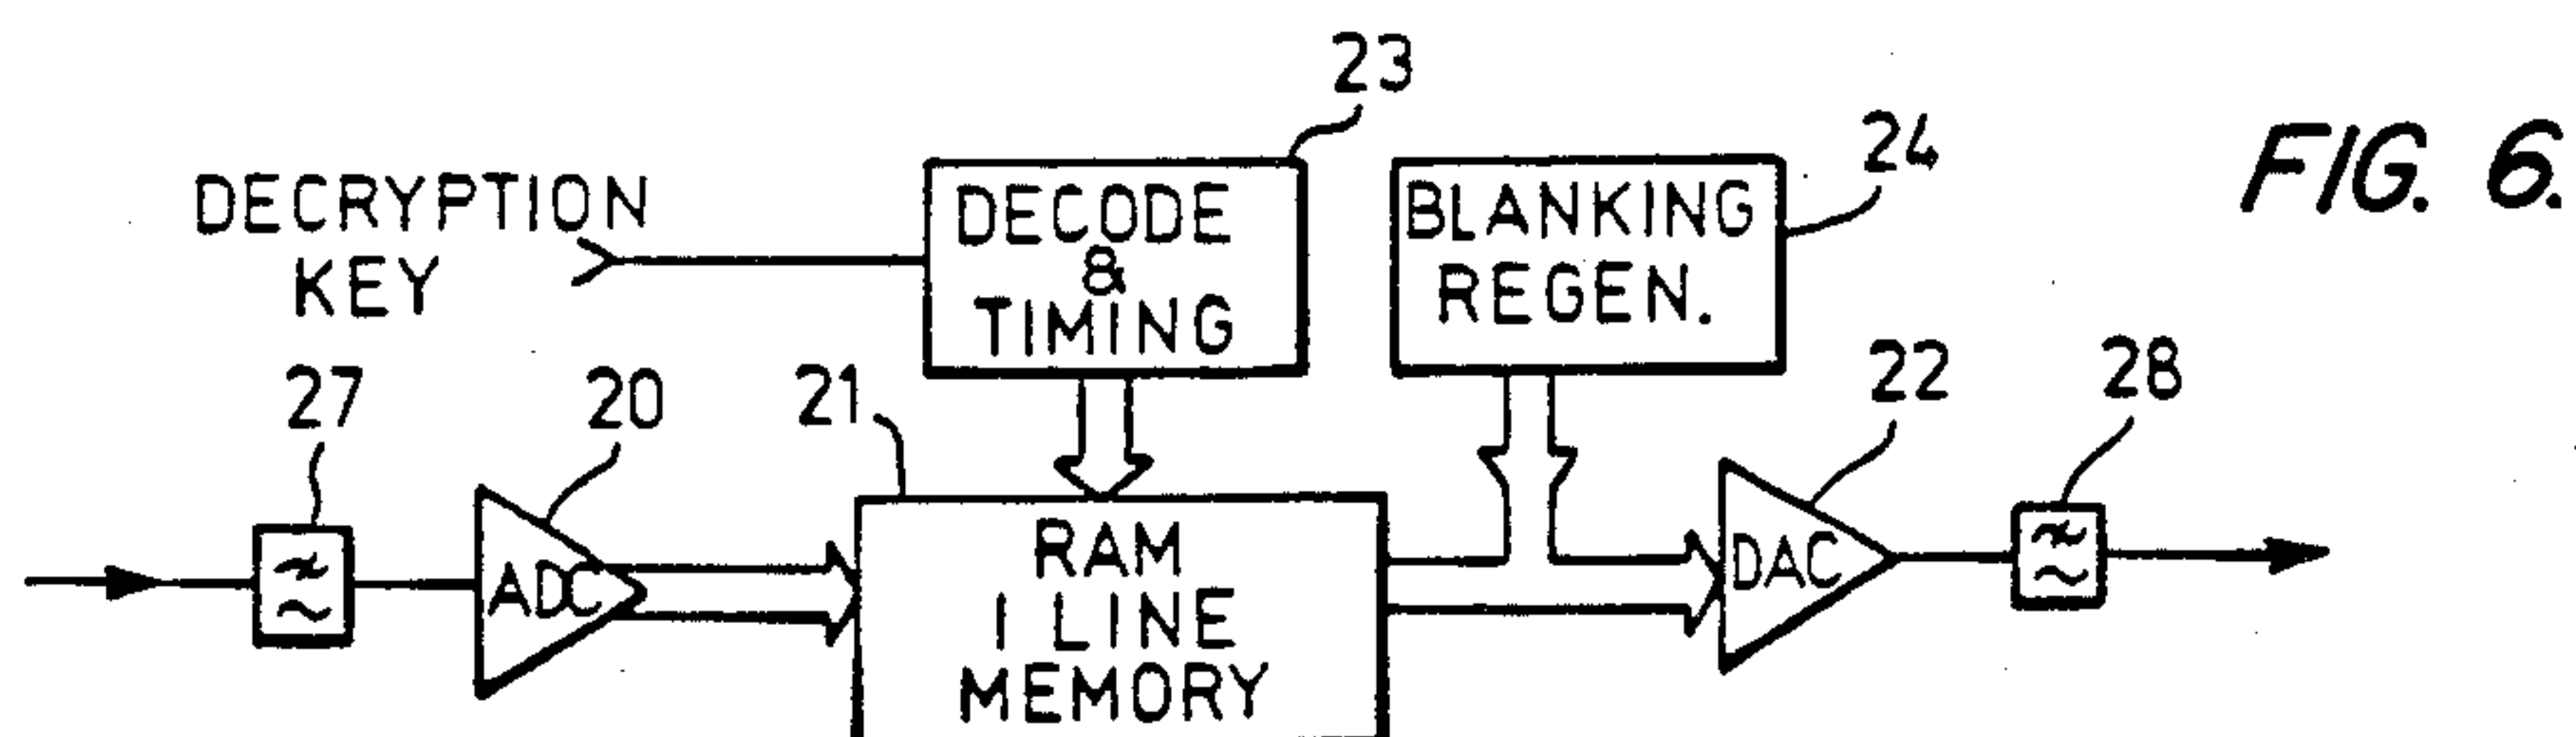 23
24
FIG. 6.
DECRYPTION
KEY
DECODE
&
TIMING
BLANKING
REGEN.
27
20
21
22
28
ADC
RAM
1 LINE
MEMORY
DAC